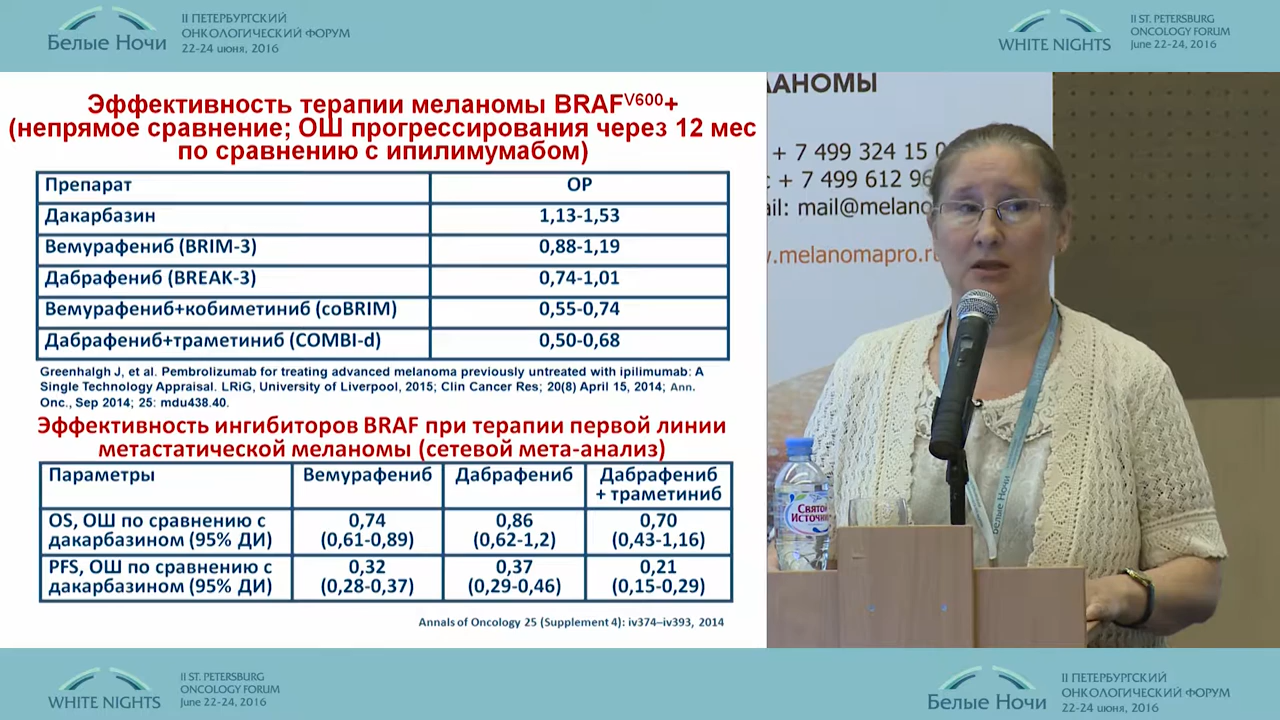 II ПЕТЕРБУРГСКИЙ
ОНКОЛОГИЧЕСКИЙ ФОРУМ
Белые Ночи
22-24 июня, 2016
II ST. PETERSBURG
ONCOLOGY FORUM
WHITE NIGHTS
June 22-24, 2016
Эффективность терапии меланомы BRAFV600+
(непрямое сравнение; ОШ прогрессирования через 12 мес
по сравнению с ипилимумабом)
Препарат ОР
Дакарбазин 1,13-1,53
Вемурафениб (BRIM-3) 0,88-1,19
Дабрафениб (BREAK-3) 0,74-1,01
Вемурафениб+кобиметиниб (coBRIM) 0,55-0,74
Дабрафениб+траметиниб (COMBI-d) 0,50-0,68
Greenhalgh J, et al. Pembrolizumab for treating advanced melanoma previously untreated with ipilimumab: A
Single Technology Appraisal. LRiG, University of Liverpool, 2015; Clin Cancer Res; 20(8) April 15, 2014; Ann.
Onc., Sep 2014; 25: mdu438.40.
Эффективность ингибиторов BRAF при терапии первой линии
метастатической меланомы (сетевой мета-анализ)
Параметры Вемурафениб Дабрафениб Дабрафениб
+ траметиниб
OS, ОШ по сравнению с 0,74 0,86 0,70
дакарбазином (95% ДИ) (0,61-0,89) (0,62-1,2) (0,43-1,16)
PFS, ОШ по сравнению с 0,32 0,37 0,21
дакарбазином (95% ДИ) (0,28-0,37) (0,29-0,46) (0,15-0,29)
Annals of Oncology 25 (Supplement 4): iv374–iv393, 2014
ЛАНОМЫ
+ 7 499 324 15 0
с + 7 499 612 96
ail: mail@melano
w.melanomapro.ru
Святой
Источник
Белые Ночи
WHITE NIGHTS
II ST. PETERSBURG
ONCOLOGY FORUM
June 22-24, 2016
Белые Ночи
II ПЕТЕРБУРГСКИЙ
ОНКОЛОГИЧЕСКИЙ ФОРУМ
22-24 июня, 2016